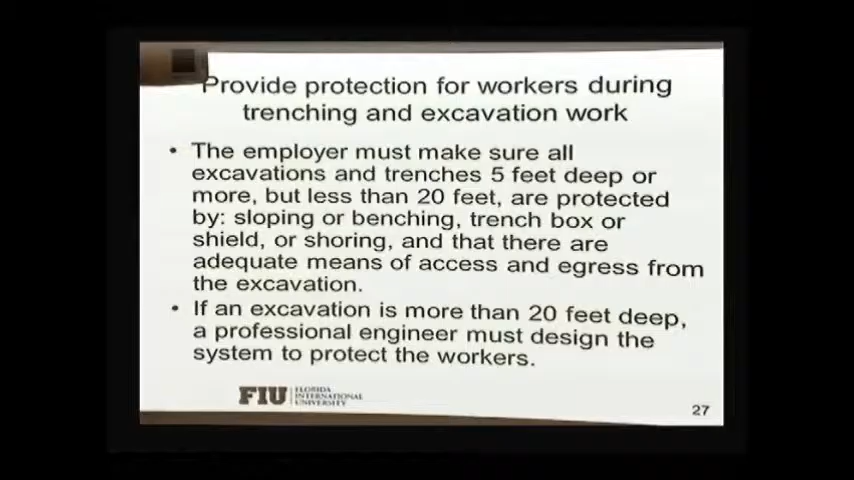 Provide protection for workers during
trenching and excavation work
• The employer must make sure all
excavations and trenches 5 feet deep or
more, but less than 20 feet, are protected
by: sloping or benching, trench box or
shield, or shoring, and that there are
adequate means of access and egress from
the excavation.
• If an excavation is more than 20 feet deep,
a professional engineer must design the
system to protect the workers.
FIU
FLORIDA
INTERNATIONAL
UNIVERSITY
27